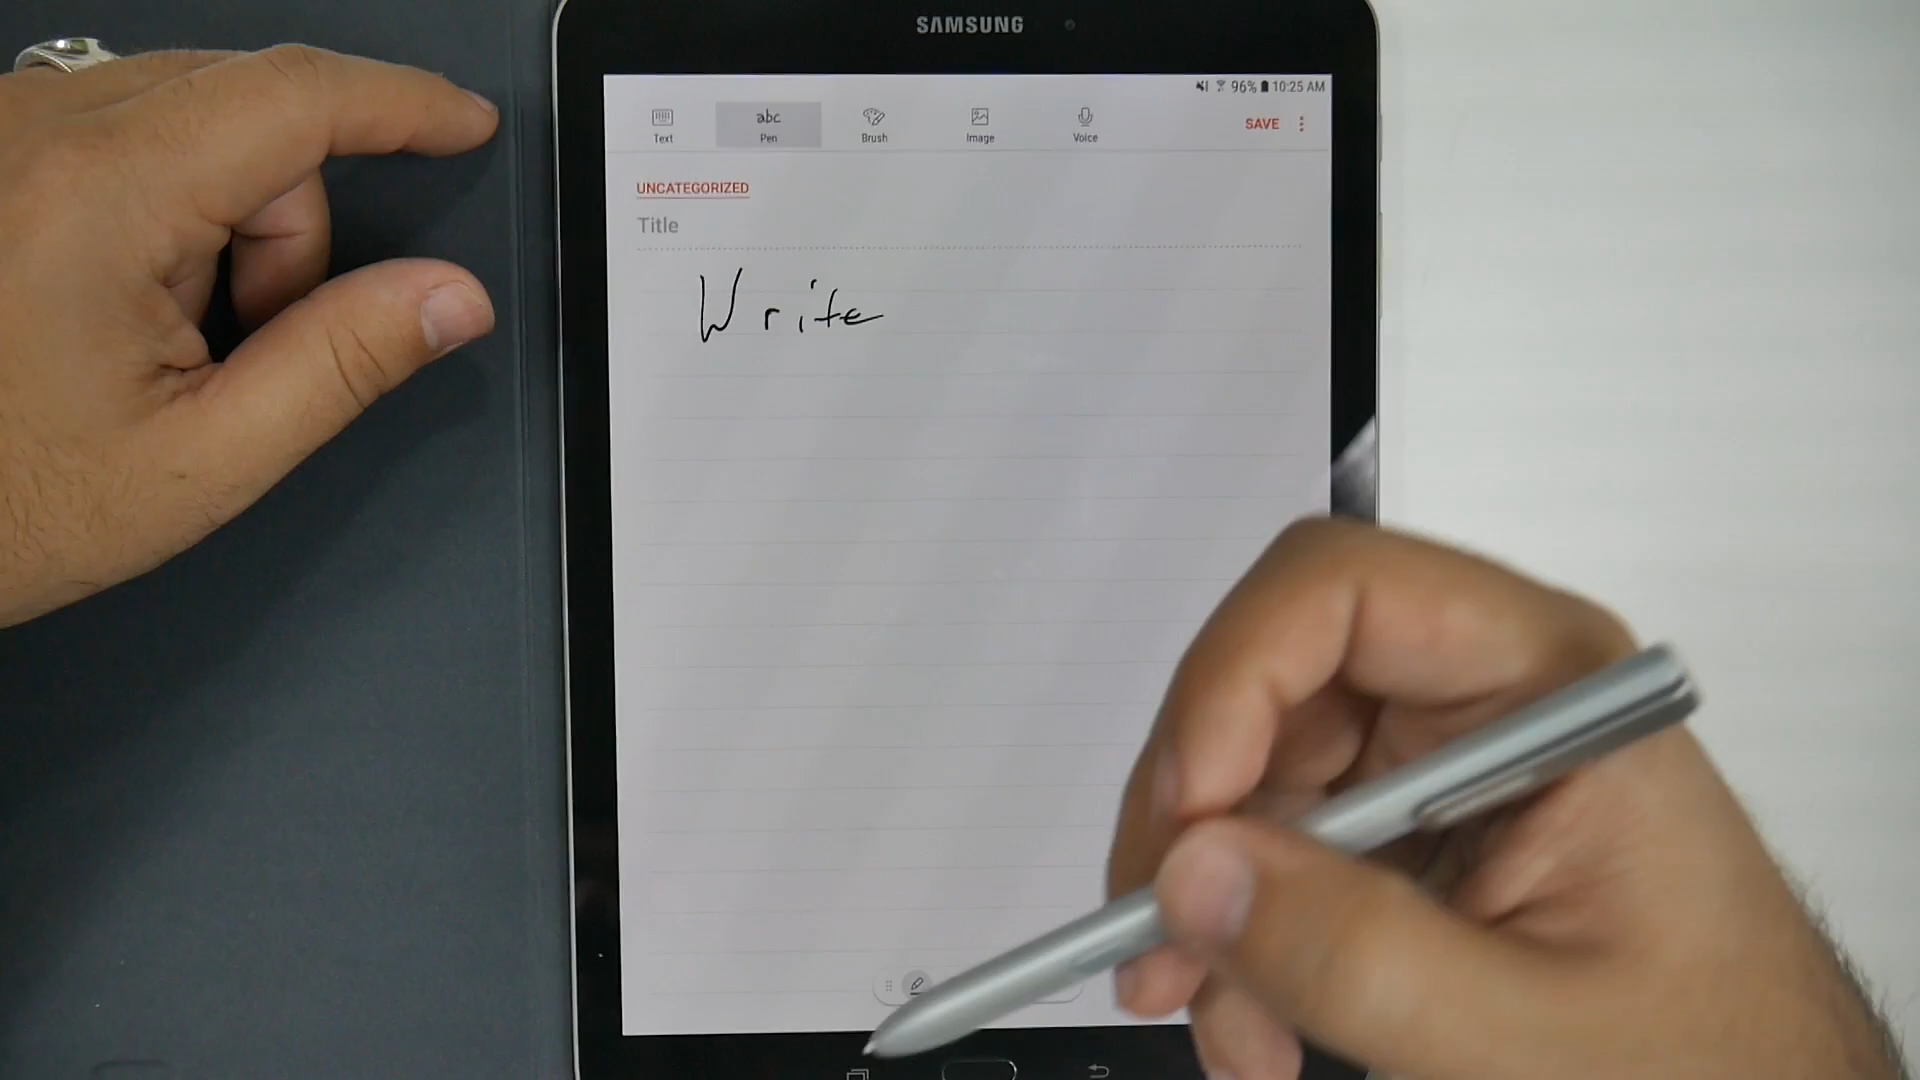 SAMSUNG
96% 10:25 AM
Text
abc
Pen
Brush
Image
Voice
SAVE
UNCATEGORIZED
Title
Write